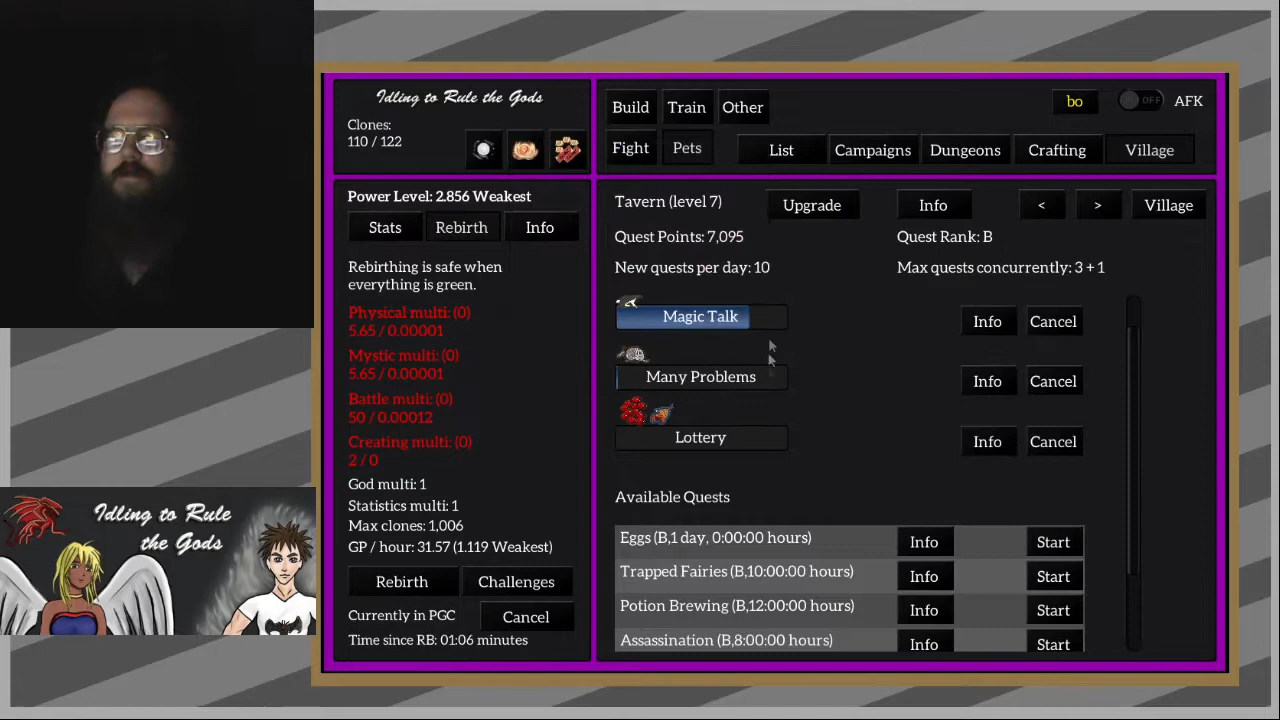 Idling to Rule the Gods
Clones:
110 / 122
Build
Train
Other
bo
OFF
AFK
Fight
Pets
List
Campaigns
Dungeons
Crafting
Village
Power Level: 2.856 Weakest
Stats
Rebirth
Info
Rebirthing is safe when
everything is green.
Physical multi: (0)
5.65 / 0.00001
Mystic multi: (0)
5.65 / 0.00001
Battle multi: (0)
50 / 0.00012
Creating multi: (0)
2 / 0
God multi: 1
Statistics multi: 1
Max clones: 1,006
GP / hour: 31.57 (1.119 Weakest)
Rebirth
Challenges
Currently in PGC
Cancel
Time since RB: 01:06 minutes
Tavern (level 7)
Upgrade
Info
<
>
Village
Quest Points: 7,095
Quest Rank: B
New quests per day: 10
Max quests concurrently: 3 + 1
Magic Talk
Info
Cancel
Many Problems
Info
Cancel
Lottery
Info
Cancel
Available Quests
Eggs (B,1 day, 0:00:00 hours)
Info
Start
Trapped Fairies (B,10:00:00 hours)
Info
Start
Potion Brewing (B,12:00:00 hours)
Info
Start
Assassination (B,8:00:00 hours)
Info
Start
Idling to Rule
the Gods